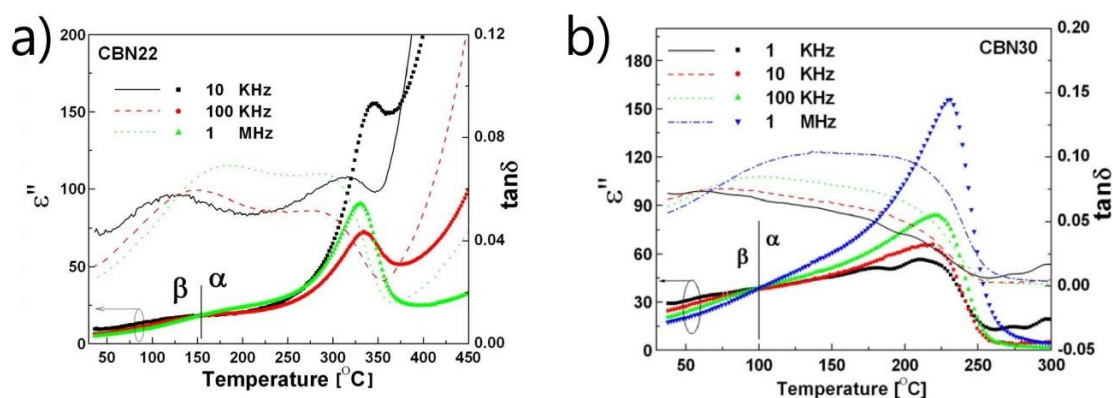 a)
CBN22
10 KHz
100 KHz
1 MHz
β α
ε"
200
150
100
50
0
tanδ
0.12
0.08
0.04
0.00
50 100 150 200 250 300 350 400 450
Temperature [°C]
b)
CBN30
1 KHz
10 KHz
100 KHz
1 MHz
β α
ε"
180
150
120
90
60
30
0
tanδ
0.20
0.15
0.10
0.05
0.00
-0.05
50 100 150 200 250 300
Temperature [°C]